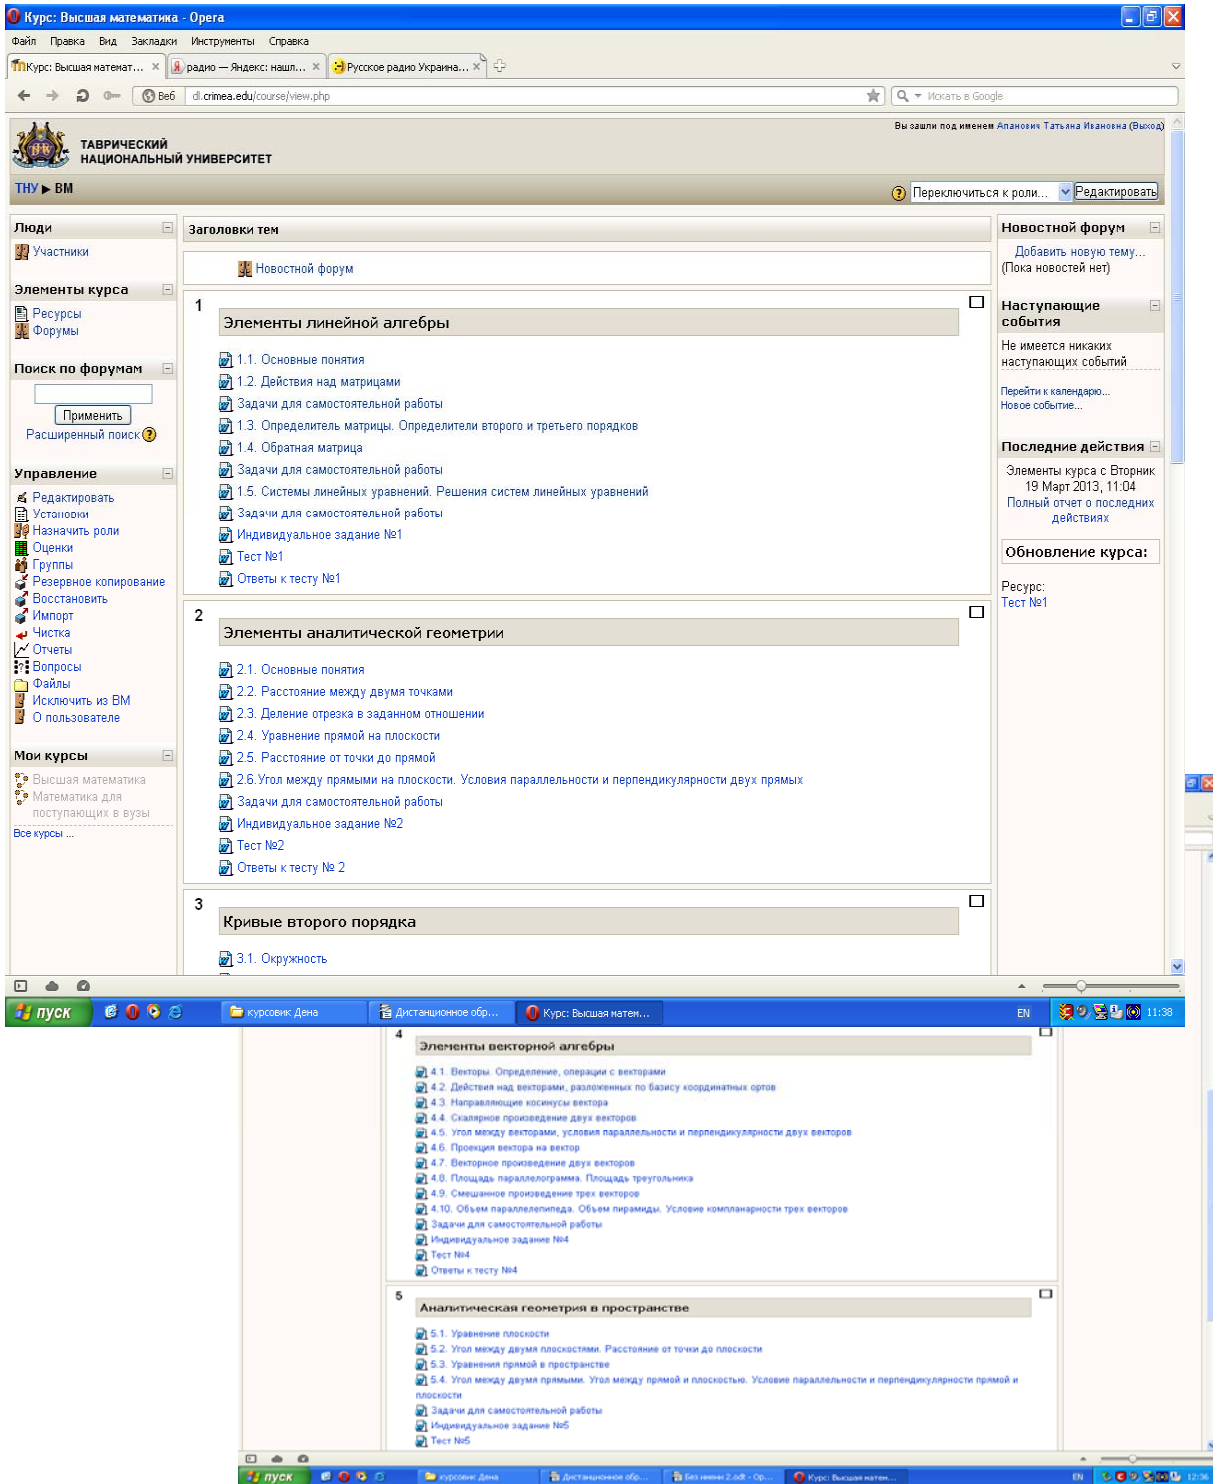 Курс: Высшая математика - Opera
Файл Правка Вид Закладки Инструменты Справка
Курс: Высшая математ... радио — Яндекс: нашл... Русское радио Украина...
Веб dl.crimea.edu/course/view.php Искать в Google
Вы зашли под именем Апанович Татьяна Ивановна (Выход)
ТАВРИЧЕСКИЙ
НАЦИОНАЛЬНЫЙ УНИВЕРСИТЕТ
ТНУ ► ВМ
Переключиться к роли... Редактировать
Люди
Участники
Элементы курса
Ресурсы
Форумы
Поиск по форумам
Применить
Расширенный поиск
Управление
Редактировать
Установки
Назначить роли
Оценки
Группы
Резервное копирование
Восстановить
Импорт
Чистка
Отчеты
Вопросы
Файлы
Исключить из ВМ
О пользователе
Мои курсы
Высшая математика
Математика для
поступающих в вузы
Все курсы ...
Заголовки тем
Новостной форум
1
Элементы линейной алгебры
1.1. Основные понятия
1.2. Действия над матрицами
Задачи для самостоятельной работы
1.3. Определитель матрицы. Определители второго и третьего порядков
1.4. Обратная матрица
Задачи для самостоятельной работы
1.5. Системы линейных уравнений. Решения систем линейных уравнений
Задачи для самостоятельной работы
Индивидуальное задание №1
Тест №1
Ответы к тесту №1
2
Элементы аналитической геометрии
2.1. Основные понятия
2.2. Расстояние между двумя точками
2.3. Деление отрезка в заданном отношении
2.4. Уравнение прямой на плоскости
2.5. Расстояние от точки до прямой
2.6.Угол между прямыми на плоскости. Условия параллельности и перпендикулярности двух прямых
Задачи для самостоятельной работы
Индивидуальное задание №2
Тест №2
Ответы к тесту № 2
3
Кривые второго порядка
3.1. Окружность
Новостной форум
Добавить новую тему...
(Пока новостей нет)
Наступающие
события
Не имеется никаких
наступающих событий
Перейти к календарю...
Новое событие...
Последние действия
Элементы курса с Вторник
19 Март 2013, 11:04
Полный отчет о последних
действиях
Обновление курса:
Ресурс:
Тест №1
пуск курсовик Дена Дистанционное обр... Курс: Высшая матем... EN 11:38
4
Элементы векторной алгебры
4.1. Векторы. Определение, операции с векторами
4.2. Действия над векторами, разложенных по базису координатных ортов
4.3. Направляющие косинусы вектора
4.4. Скалярное произведение двух векторов
4.5. Угол между векторами, условия параллельности и перпендикулярности двух векторов
4.6. Проекция вектора на вектор
4.7. Векторное произведение двух векторов
4.8. Площадь параллелограмма. Площадь треугольника
4.9. Смешанное произведение трех векторов
4.10. Объем параллелепипеда. Объем пирамиды. Условие компланарности трех векторов
Задачи для самостоятельной работы
Индивидуальное задание №4
Тест №4
Ответы к тесту №4
5
Аналитическая геометрия в пространстве
5.1. Уравнение плоскости
5.2. Угол между двумя плоскостями. Расстояние от точки до плоскости
5.3. Уравнения прямой в пространстве
5.4. Угол между двумя прямыми. Угол между прямой и плоскостью. Условие параллельности и перпендикулярности прямой и
плоскости
Задачи для самостоятельной работы
Индивидуальное задание №5
Тест №5
пуск курсовик Дена Дистанционное обр... Без имени 2.odt - Op... Курс: Высшая матем... EN 12:36